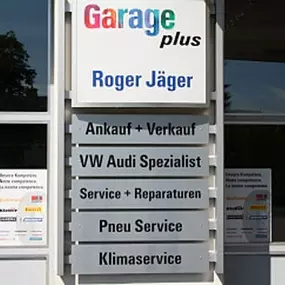 Garage
plus
Roger Jäger
Ankauf + Verkauf
VW Audi Spezialist
Service + Reparaturen
Pneu Service
Klimaservice